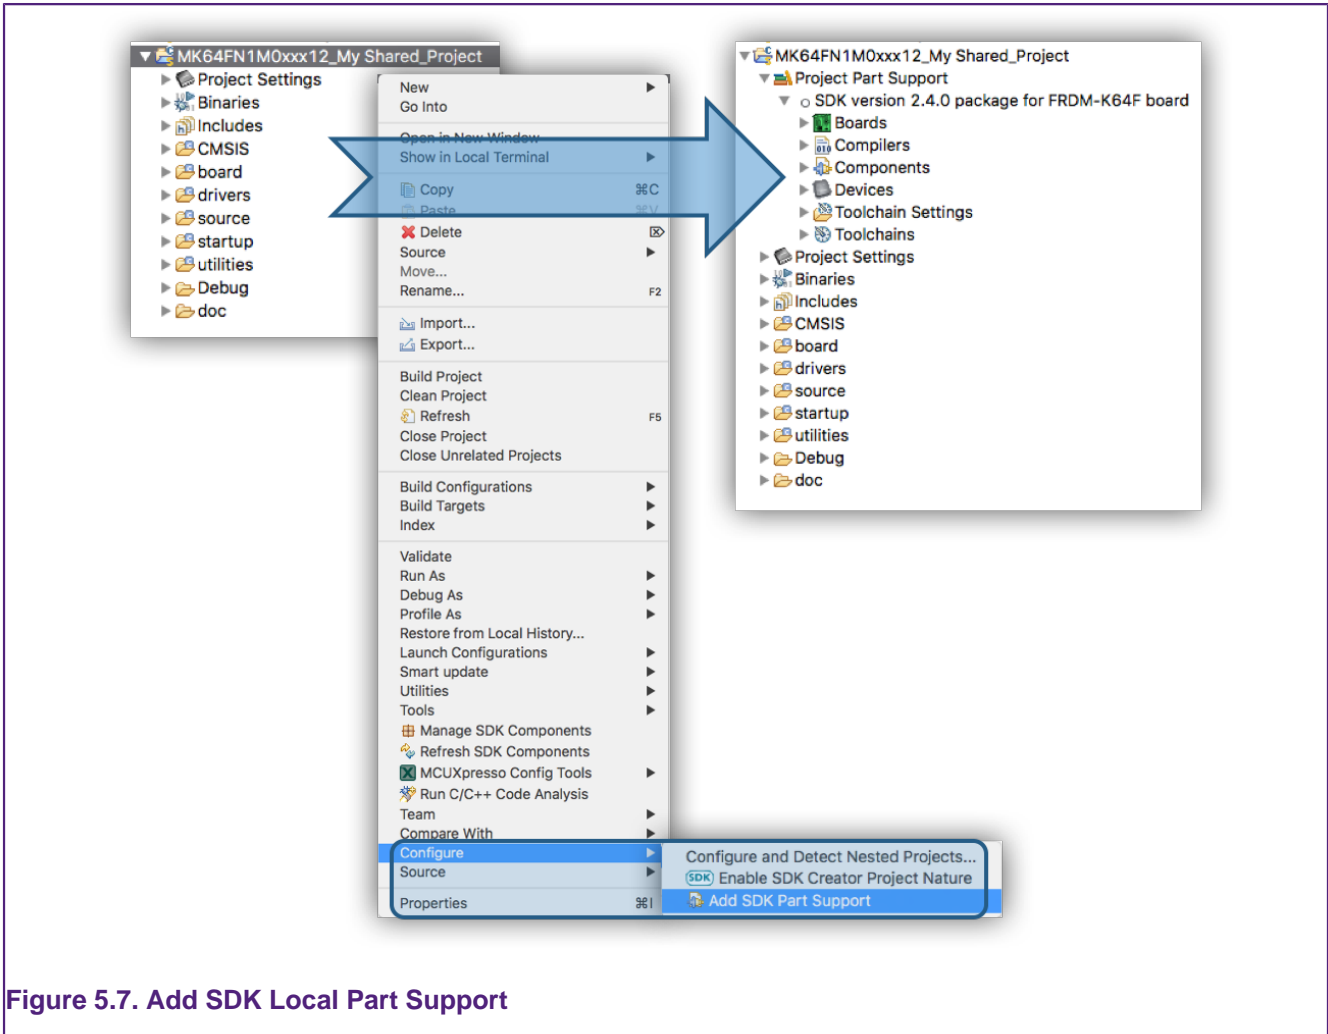 MK64FN1M0xxx12_My Shared_Project
Project Settings
Binaries
Includes
CMSIS
board
drivers
source
startup
utilities
Debug
doc
New
Go Into
Open in New Window
Show in Local Terminal
Copy ⌘C
Paste ⌘V
Delete ⌦
Source
Move...
Rename... F2
Import...
Export...
Build Project
Clean Project
Refresh F5
Close Project
Close Unrelated Projects
Build Configurations
Build Targets
Index
Validate
Run As
Debug As
Profile As
Restore from Local History...
Launch Configurations
Smart update
Utilities
Tools
Manage SDK Components
Refresh SDK Components
MCUXpresso Config Tools
Run C/C++ Code Analysis
Team
Compare With
Configure
Source
Properties ⌘I
Configure and Detect Nested Projects...
SDK Enable SDK Creator Project Nature
Add SDK Part Support
MK64FN1M0xxx12_My Shared_Project
Project Part Support
SDK version 2.4.0 package for FRDM-K64F board
Boards
Compilers
Components
Devices
Toolchain Settings
Toolchains
Project Settings
Binaries
Includes
CMSIS
board
drivers
source
startup
utilities
Debug
doc
Figure 5.7. Add SDK Local Part Support